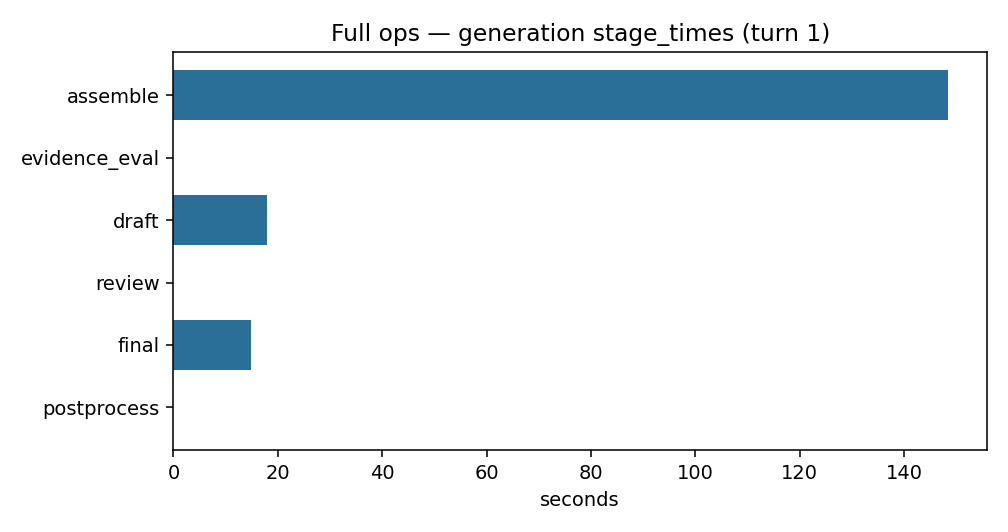 Full ops — generation stage_times (turn 1)
assemble
evidence_eval
draft
review
final
postprocess
0 20 40 60 80 100 120 140
seconds